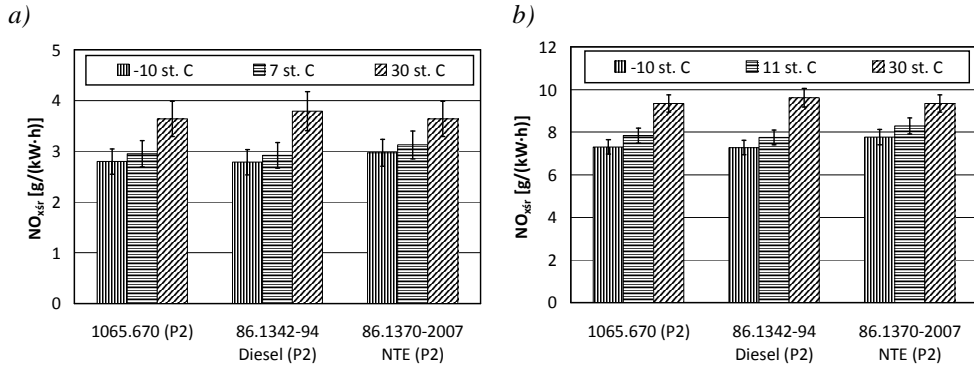 a)
5
4
3
2
1
0
NOxśr [g/(kW·h)]
-10 st. C 7 st. C 30 st. C
1065.670 (P2) 86.1342-94 86.1370-2007
Diesel (P2) NTE (P2)
b)
12
10
8
6
4
2
0
NOxśr [g/(kW·h)]
-10 st. C 11 st. C 30 st. C
1065.670 (P2) 86.1342-94 86.1370-2007
Diesel (P2) NTE (P2)